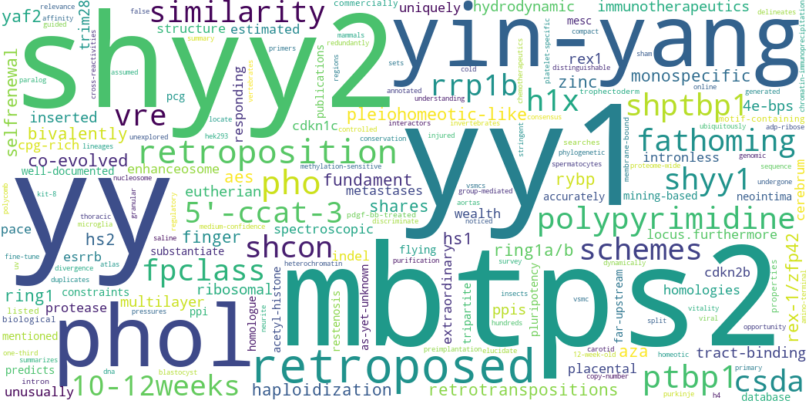 yaf2
trim28
false
similarity
commercially
uniquely
hydrodynamic
immunotherapeutics
relevance
affinity
guided
summary
cross-reactivities
shyy2
yin-yang
structure
estimated
publications
rex1
mesc
compact
sham
distinguishable
platelet-specific
delineates
chromatin-immunoprecipitation
primers
mammals
redundantly
sets
cold
annotated
understanding
zinc
monospecific
trophectoderm
selfrenewal
paralog
assumed
pcg
regions
responding
rrp1b
online
generated
consensus
inserted
vre
h1x
shptbp1
4e-bps
locate
hek293
unexplored
lineages
pleiohomeotic-like
interactors
invertebrates
ubiquitously
motif-containing
bivalently
cpg-rich
cdkn1c
controlled
conservation
injured
stringent
fathoming
adp-ribose
co-evolved
enhanceosome
retroposition
methylation-sensitive
yy1
membrane-bound
phylogenetic
searches
genomic
spermatocytes
proteome-wide
intronless
well-documented
eutherian
aes
pho
fundament
rybp
shyy1
sequence
undergone
kit-8
nucleosome
metastases
group-mediated
vsmcs
aortas
mining-based
neointima
yy
5'-ccat-3
shares
wealth
accurately
polypyrimidine
polycomb
thoracic
granular
regulatory
pdgf-bb-treated
discriminate
noticed
pace
microglia
saline
medium-confidence
spectroscopic
hs2
finger
flying
hs1
locus.furthermore
fine-tune
substantiate
shcon
purification
ring1a/b
schemes
3
esrrb
divergence
atlas
indel
heterochromatin
survey
dynamically
duplicates
constraints
fpclass
mbtps2
insects
hundreds
vsmc
split
cdkn2b
properties
ring1
multilayer
acetyl-histone
restenosis
as-yet-unknown
extraordinary
tripartite
pluripotency
far-upstream
homologies
rex-1/zfp42
listed
biological
pressures
ppi
ribosomal
homologue
vitality
viral
opportunity
protease
phol
ppis
mentioned
one-third
summarizes
neurite
preimplantation
elucidate
carotid
12-week-old
homeotic
tract-binding
predicts
blastocyst
retroposed
placental
aza
copy-number
intron
dna
ptbp1
csda
primary
unusually
10-12weeks
haploidization
retrotranspositions
purkinje
h4
database